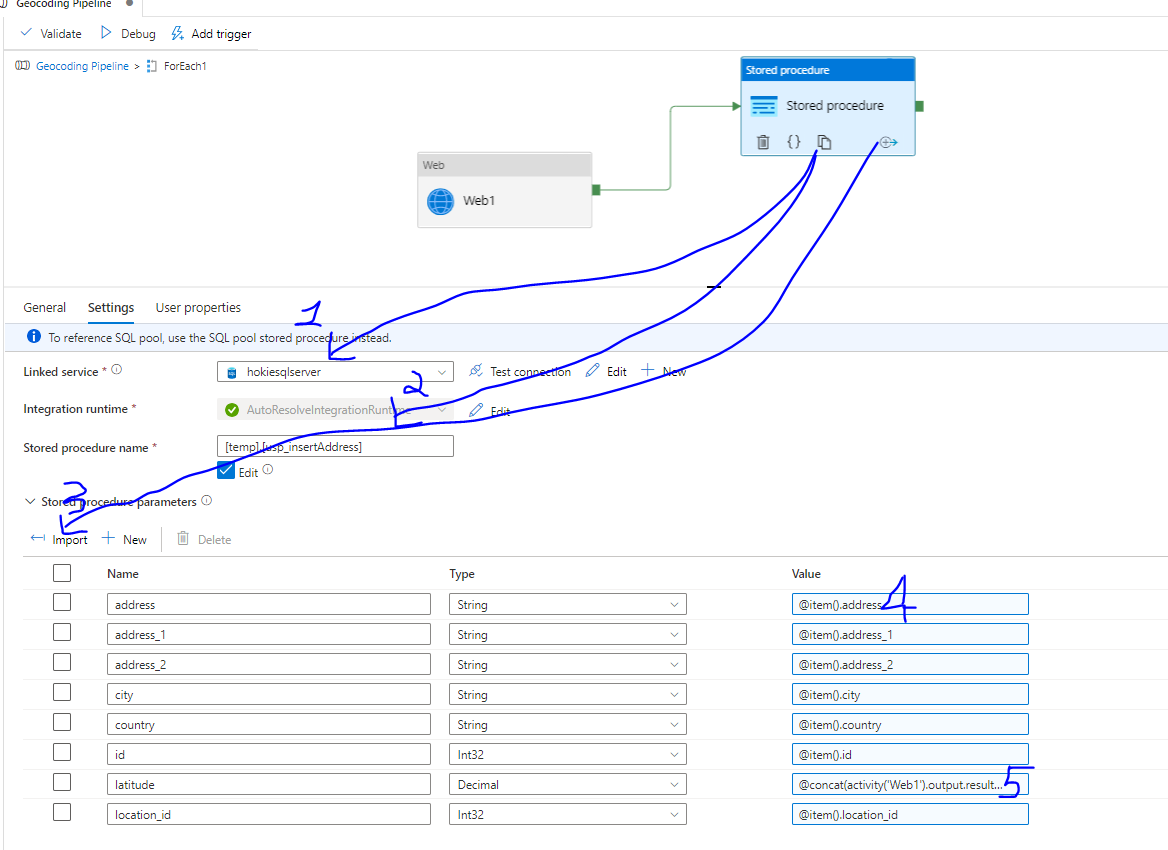 Geocoding Pipeline
Validate Debug Add trigger
Geocoding Pipeline > ForEach1
Stored procedure
Stored procedure
Web
Web1
General Settings User properties
1
To reference SQL pool, use the SQL pool stored procedure instead.
Linked service * hokiesqlserver Test connection Edit New
2
Integration runtime * AutoResolveIntegrationRuntime Edit
Stored procedure name * [temp].[usp_insertAddress]
Edit
3
Stored procedure parameters
Import New Delete
Name Type Value
address String @item().address
4
address_1 String @item().address_1
address_2 String @item().address_2
city String @item().city
country String @item().country
id Int32 @item().id
latitude Decimal @concat(activity('Web1').output.result...
5
location_id Int32 @item().location_id